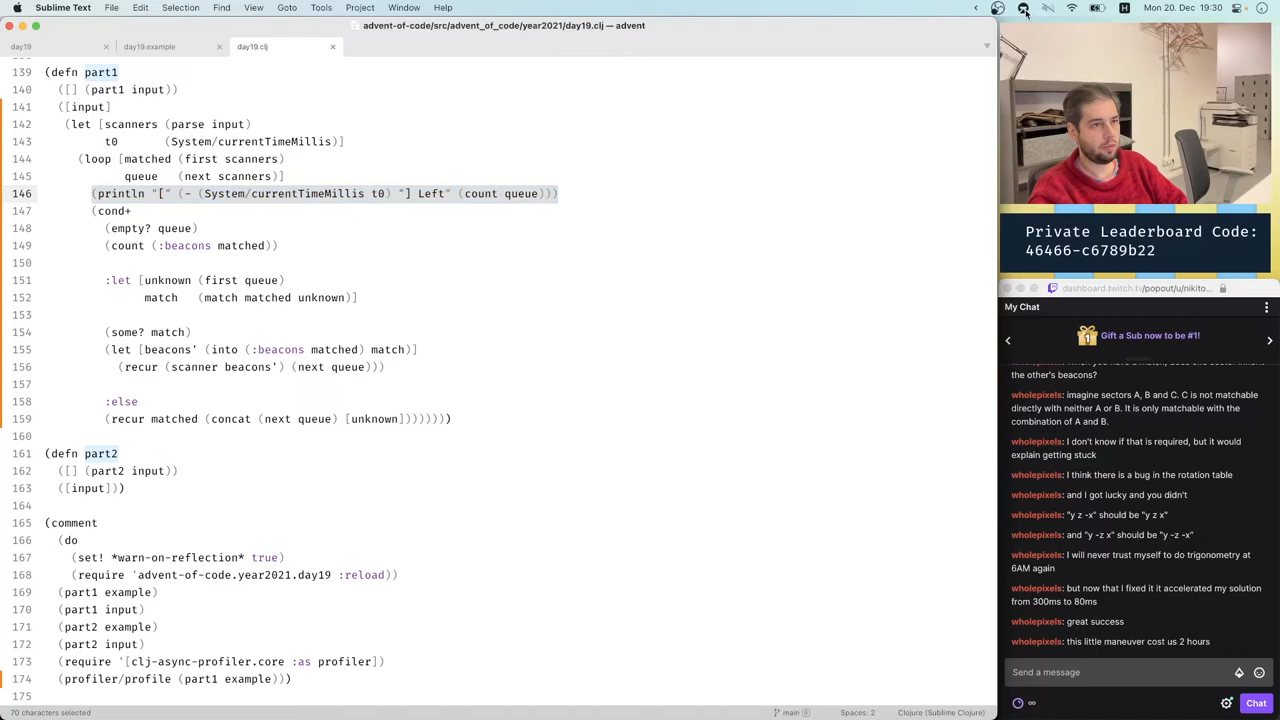 Sublime Text File Edit Selection Find View Goto Tools Project Window Help
Mon 20. Dec 19:30
advent-of-code/src/advent_of_code/year2021/day19.clj — advent
day19
day19.example
day19.clj
139 (defn part1
140 ([] (part1 input))
141 ([input]
142 (let [scanners (parse input)
143 t0 (System/currentTimeMillis)]
144 (loop [matched (first scanners)
145 queue (next scanners)]
146 (println "[" (- (System/currentTimeMillis t0) "] Left" (count queue)))
147 (cond+
148 (empty? queue)
149 (count (:beacons matched))
150
151 :let [unknown (first queue)
152 match (match matched unknown)]
153
154 (some? match)
155 (let [beacons' (into (:beacons matched) match)]
156 (recur (scanner beacons') (next queue)))
157
158 :else
159 (recur matched (concat (next queue) [unknown]))))))))
160
161 (defn part2
162 ([] (part2 input))
163 ([input]))
164
165 (comment
166 (do
167 (set! *warn-on-reflection* true)
168 (require 'advent-of-code.year2021.day19 :reload))
169 (part1 example)
170 (part1 input)
171 (part2 example)
172 (part2 input)
173 (require '[clj-async-profiler.core :as profiler])
174 (profiler/profile (part1 example)))
175
70 characters selected
main 6
Spaces: 2
Clojure (Sublime Clojure)
Private Leaderboard Code:
46466-c6789b22
dashboard.twitch.tv/popout/u/nikito...
My Chat
1 Gift a Sub now to be #1!
the other's beacons?
wholepixels: imagine sectors A, B and C. C is not matchable
directly with neither A or B. It is only matchable with the
combination of A and B.
wholepixels: I don't know if that is required, but it would
explain getting stuck
wholepixels: I think there is a bug in the rotation table
wholepixels: and I got lucky and you didn't
wholepixels: "y z -x" should be "y z x"
wholepixels: and "y -z x" should be "y -z -x"
wholepixels: I will never trust myself to do trigonometry at
6AM again
wholepixels: but now that I fixed it it accelerated my solution
from 300ms to 80ms
wholepixels: great success
wholepixels: this little maneuver cost us 2 hours
Send a message
∞
Chat